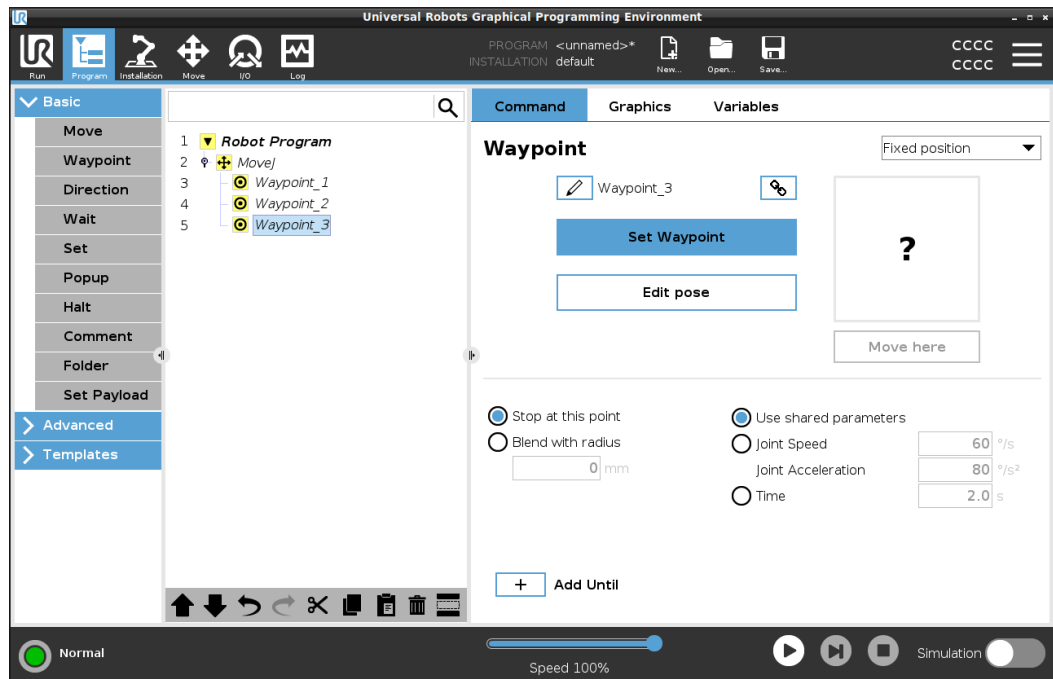 UR
Universal Robots Graphical Programming Environment
UR
Run
Program
Installation
Move
I/O
Log
PROGRAM <unnamed>*
INSTALLATION default
New...
Open...
Save...
CCCC
CCCC
Basic
Move
Waypoint
Direction
Wait
Set
Popup
Halt
Comment
Folder
Set Payload
Advanced
Templates
1 Robot Program
2 MoveJ
3 Waypoint_1
4 Waypoint_2
5 Waypoint_3
Command Graphics Variables
Waypoint
Fixed position
Waypoint_3
Set Waypoint
Edit pose
?
Move here
Stop at this point
Blend with radius
0 mm
Use shared parameters
Joint Speed 60 °/s
Joint Acceleration 80 °/s²
Time 2.0 s
+ Add Until
Normal
Speed 100%
Simulation